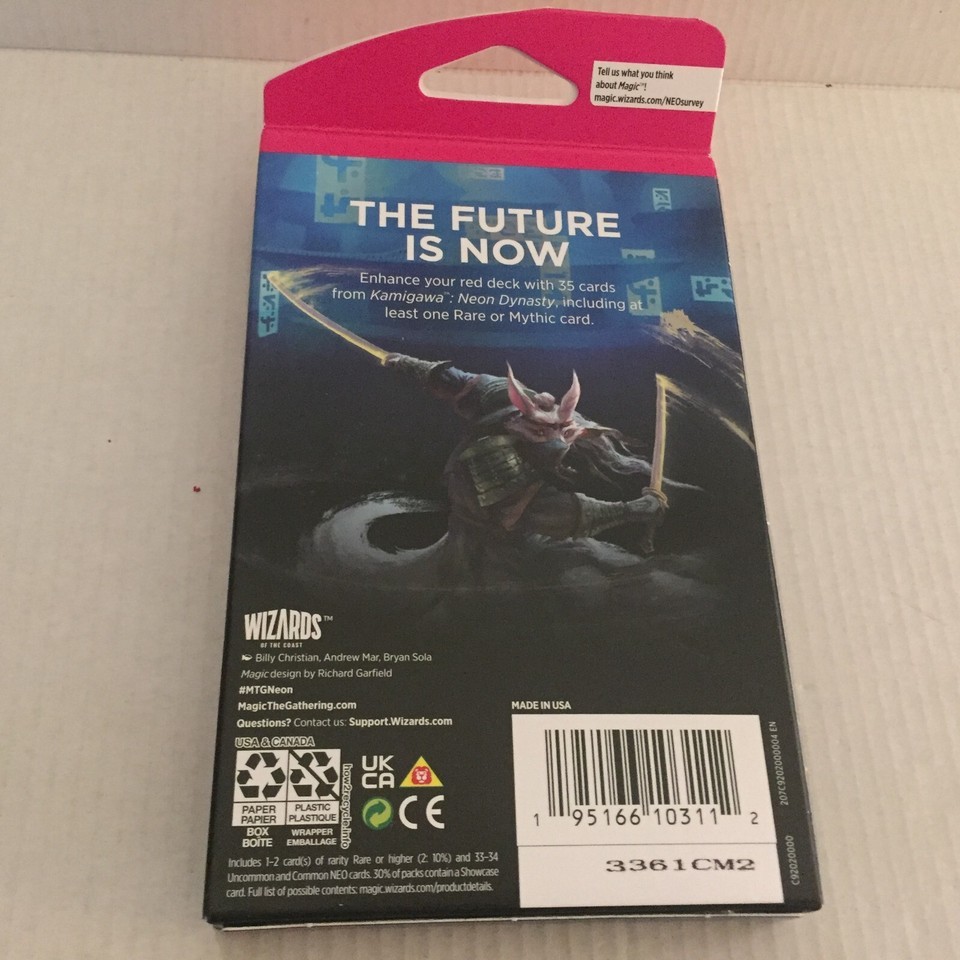 Tell us what you think
about Magic™!
magic.wizards.com/NEOsurvey
THE FUTURE
IS NOW
Enhance your red deck with 35 cards
from Kamigawa™: Neon Dynasty, including at
least one Rare or Mythic card.
WIZARDS™
OF THE COAST
Billy Christian, Andrew Mar, Bryan Sola
Magic design by Richard Garfield
#MTGNeon
MagicTheGathering.com
Questions? Contact us: Support.Wizards.com
USA & CANADA
PAPER
PAPIER
BOX
BOÎTE
PLASTIC
PLASTIQUE
WRAPPER
EMBALLAGE
how2recycle.info
UK
CA
CE
Includes 1-2 card(s) of rarity Rare or higher (2: 10%) and 33-34
Uncommon and Common NEO cards. 30% of packs contain a Showcase
card. Full list of possible contents: magic.wizards.com/productdetails.
MADE IN USA
1 95166 10311 2
3361CM2
207C9202000004 EN
C92020000